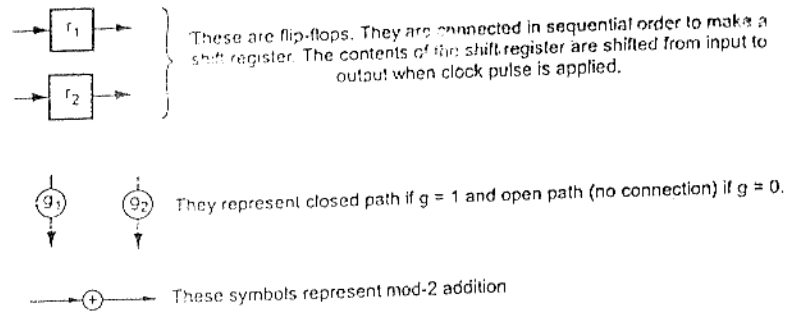 r1
These are flip-flops. They are connected in sequential order to make a
shift register. The contents of the shift register are shifted from input to
output when clock pulse is applied.
r2
g1 g2 They represent closed path if g = 1 and open path (no connection) if g = 0.
+ These symbols represent mod-2 addition